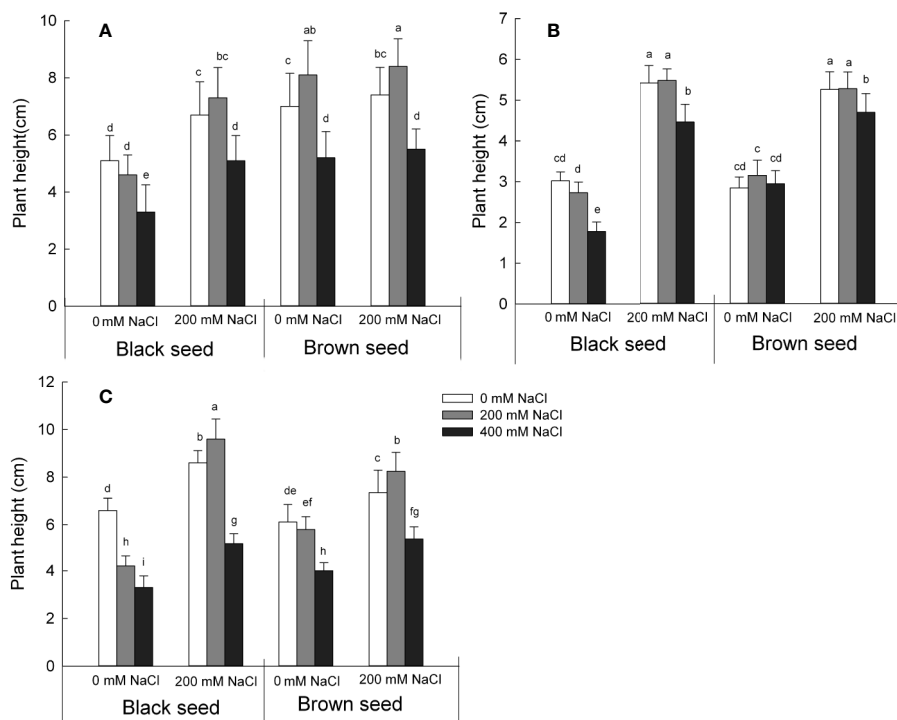 A
Plant height(cm)
10
8
6
4
2
0
d
d
e
c
bc
d
c
ab
d
bc
a
d
0 mM NaCl
200 mM NaCl
0 mM NaCl
200 mM NaCl
Black seed
Brown seed
B
Plant height (cm)
7
6
5
4
3
2
1
0
cd
d
e
a
a
b
cd
c
cd
a
a
b
0 mM NaCl
200 mM NaCl
0 mM NaCl
200 mM NaCl
Black seed
Brown seed
C
Plant height (cm)
12
10
8
6
4
2
0
d
h
i
b
a
g
de
ef
h
c
b
fg
0 mM NaCl
200 mM NaCl
0 mM NaCl
200 mM NaCl
Black seed
Brown seed
0 mM NaCl
200 mM NaCl
400 mM NaCl